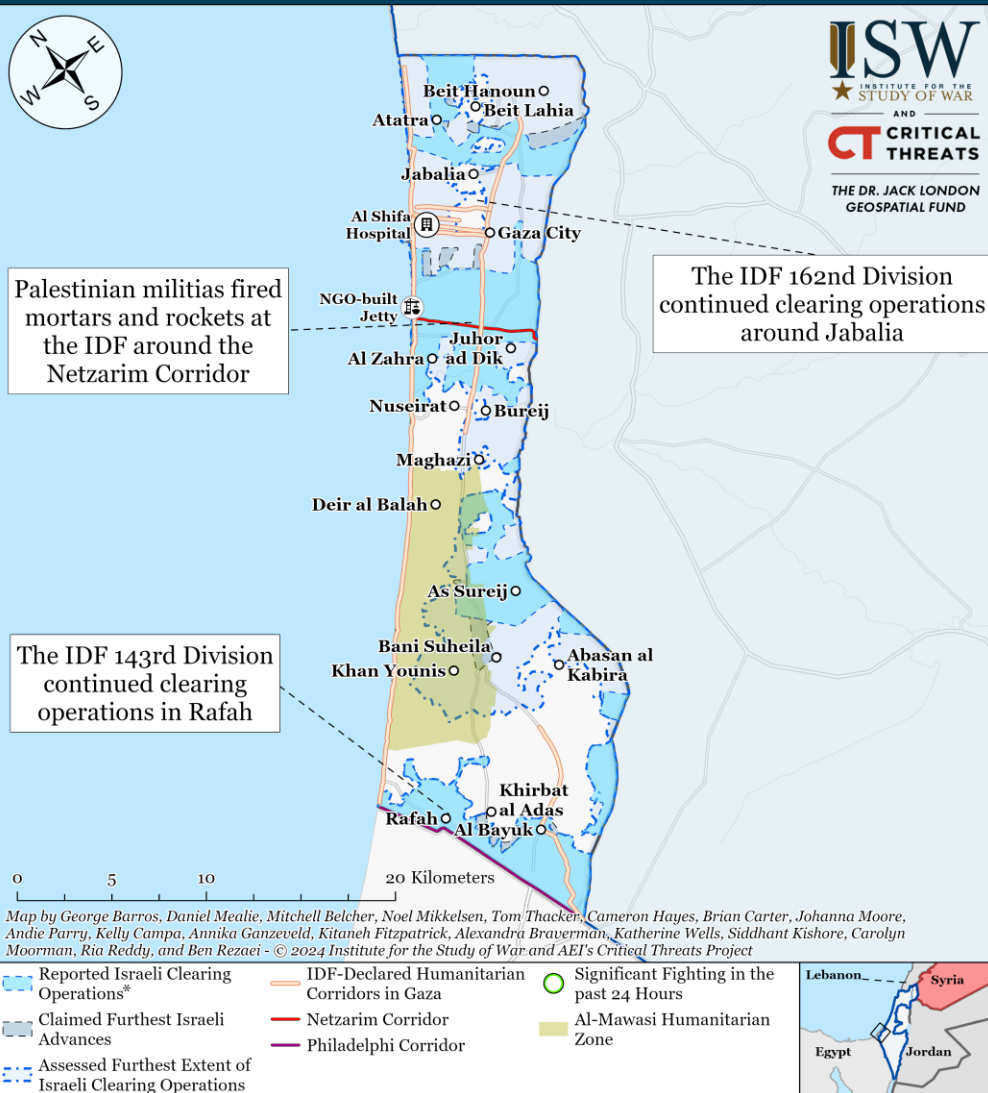 N
E
W
S
ISW
INSTITUTE FOR THE
STUDY OF WAR
AND
CT CRITICAL
THREATS
THE DR. JACK LONDON
GEOSPATIAL FUND
Beit Hanoun
Beit Lahia
Atatra
Jabalia
Al Shifa
Hospital
Gaza City
The IDF 162nd Division
continued clearing operations
around Jabalia
Palestinian militias fired
mortars and rockets at
the IDF around the
Netzarim Corridor
NGO-built
Jetty
Juhor
ad Dik
Al Zahra
Nuseirat
Bureij
Maghazi
Deir al Balah
As Sureij
Bani Suheila
Abasan al
Kabira
Khan Younis
The IDF 143rd Division
continued clearing
operations in Rafah
Khirbat
al Adas
Rafah
Al Bayuk
0 5 10 20 Kilometers
Map by George Barros, Daniel Mealie, Mitchell Belcher, Noel Mikkelsen, Tom Thacker, Cameron Hayes, Brian Carter, Johanna Moore,
Andie Parry, Kelly Campa, Annika Ganzeveld, Kitaneh Fitzpatrick, Alexandra Braverman, Katherine Wells, Siddhant Kishore, Carolyn
Moorman, Ria Reddy, and Ben Rezaei - © 2024 Institute for the Study of War and AEI's Critical Threats Project
Reported Israeli Clearing
Operations*
Claimed Furthest Israeli
Advances
Assessed Furthest Extent of
Israeli Clearing Operations
IDF-Declared Humanitarian
Corridors in Gaza
Netzarim Corridor
Philadelphi Corridor
Significant Fighting in the
past 24 Hours
Al-Mawasi Humanitarian
Zone
Lebanon
Syria
Egypt
Jordan